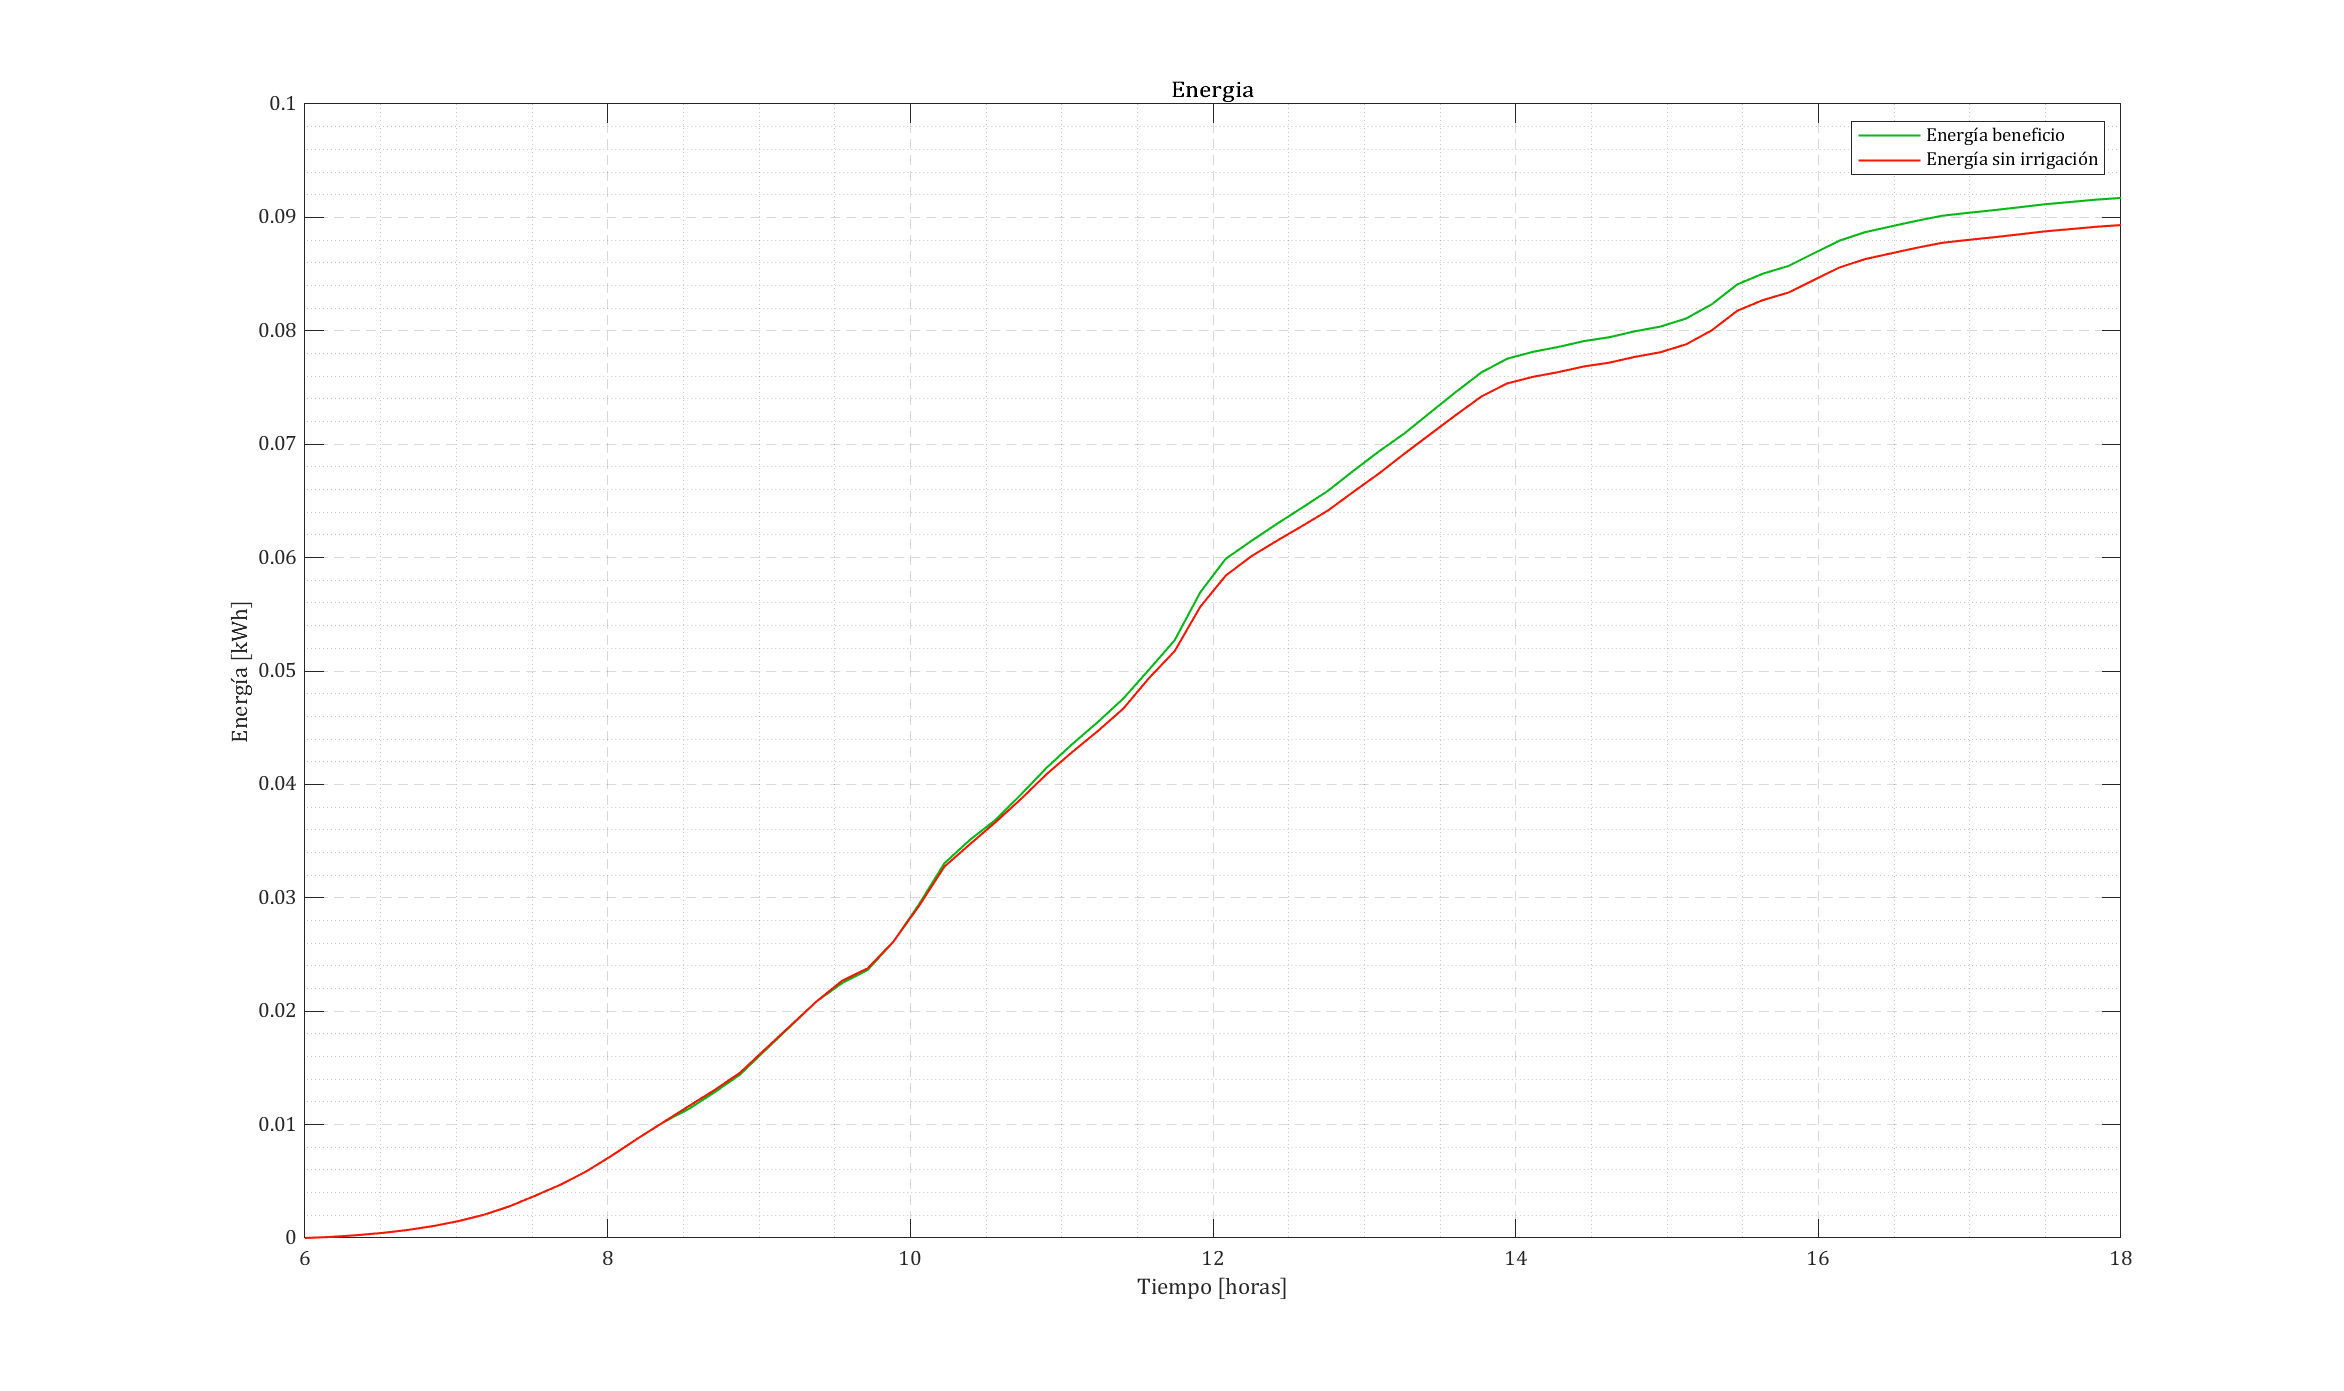 Energia
0.1
0.09
0.08
0.07
0.06
0.05
0.04
0.03
0.02
0.01
0
Energía [kWh]
Energía beneficio
Energía sin irrigación
6 8 10 12 14 16 18
Tiempo [horas]